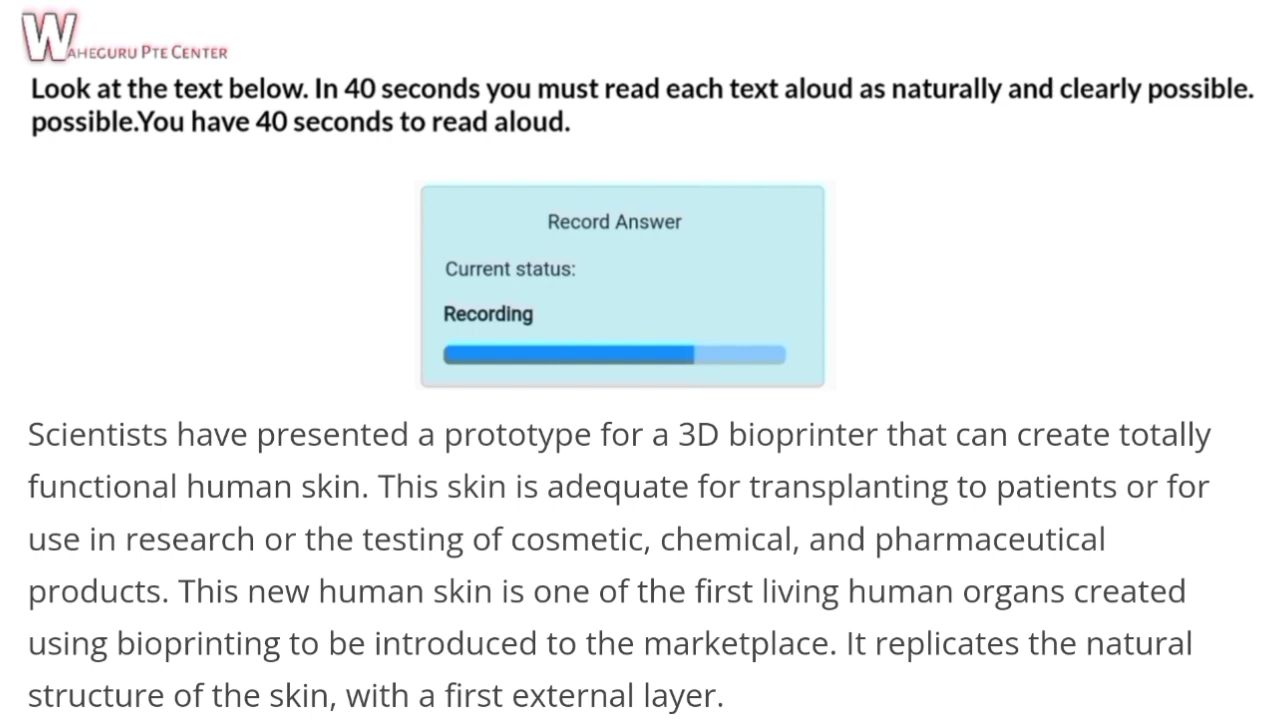 WAHEGURU PTE CENTER
Look at the text below. In 40 seconds you must read each text aloud as naturally and clearly possible.
possible.You have 40 seconds to read aloud.
Record Answer
Current status:
Recording
Scientists have presented a prototype for a 3D bioprinter that can create totally
functional human skin. This skin is adequate for transplanting to patients or for
use in research or the testing of cosmetic, chemical, and pharmaceutical
products. This new human skin is one of the first living human organs created
using bioprinting to be introduced to the marketplace. It replicates the natural
structure of the skin, with a first external layer.